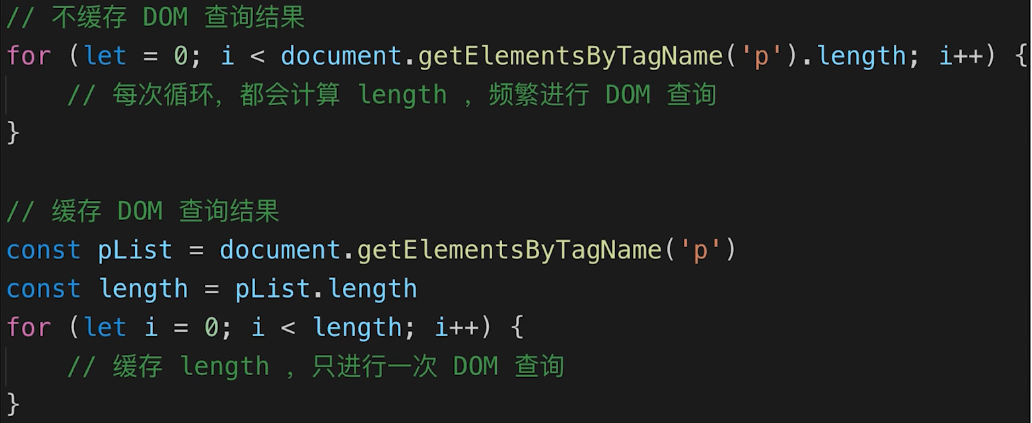 // 不缓存 DOM 查询结果
for (let = 0; i < document.getElementsByTagName('p').length; i++) {
    // 每次循环，都会计算 length ，频繁进行 DOM 查询
}

// 缓存 DOM 查询结果
const pList = document.getElementsByTagName('p')
const length = pList.length
for (let i = 0; i < length; i++) {
    // 缓存 length ，只进行一次 DOM 查询
}